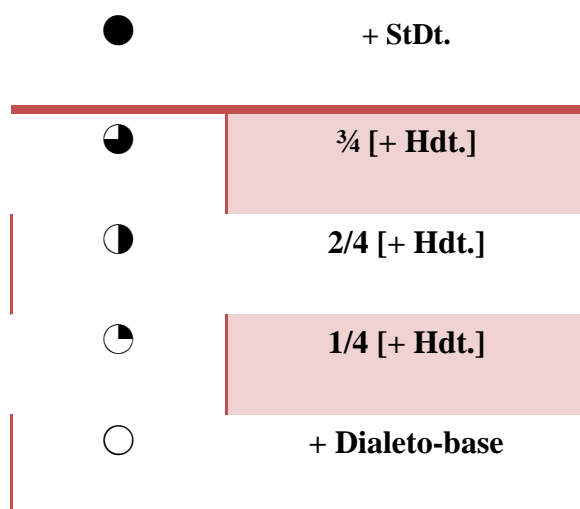 ● + StDt.
◕ ¾ [+ Hdt.]
◑ 2/4 [+ Hdt.]
◔ 1/4 [+ Hdt.]
○ + Dialeto-base